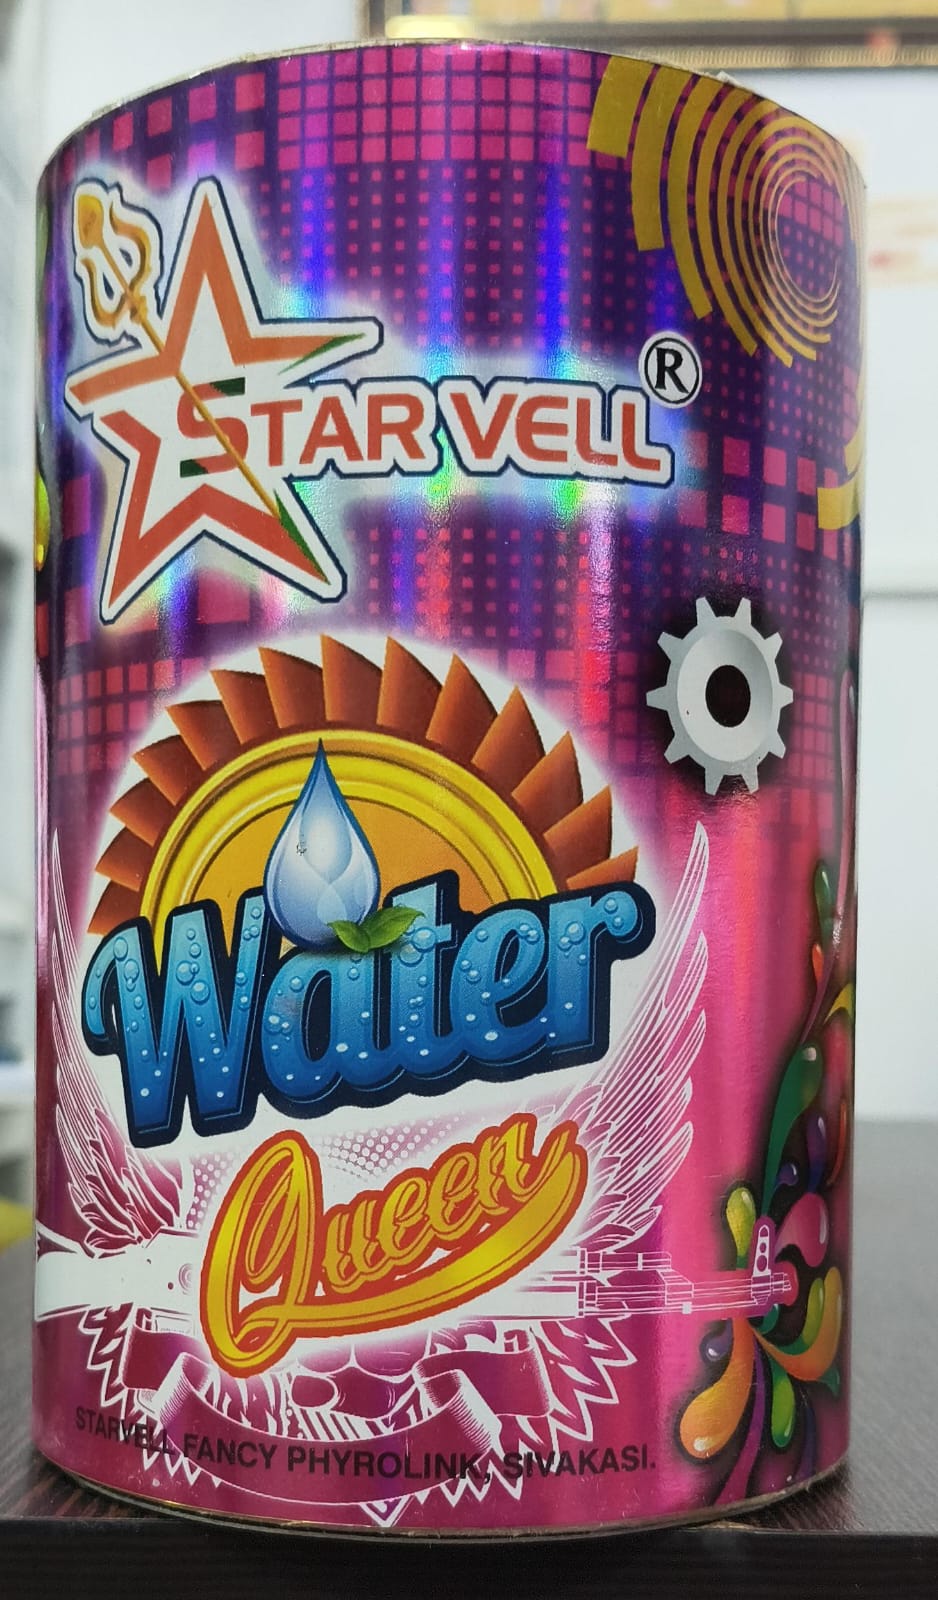 STAR VELL ®
Water
Queen
STARVELL FANCY PHYROLINK, SIVAKASI.